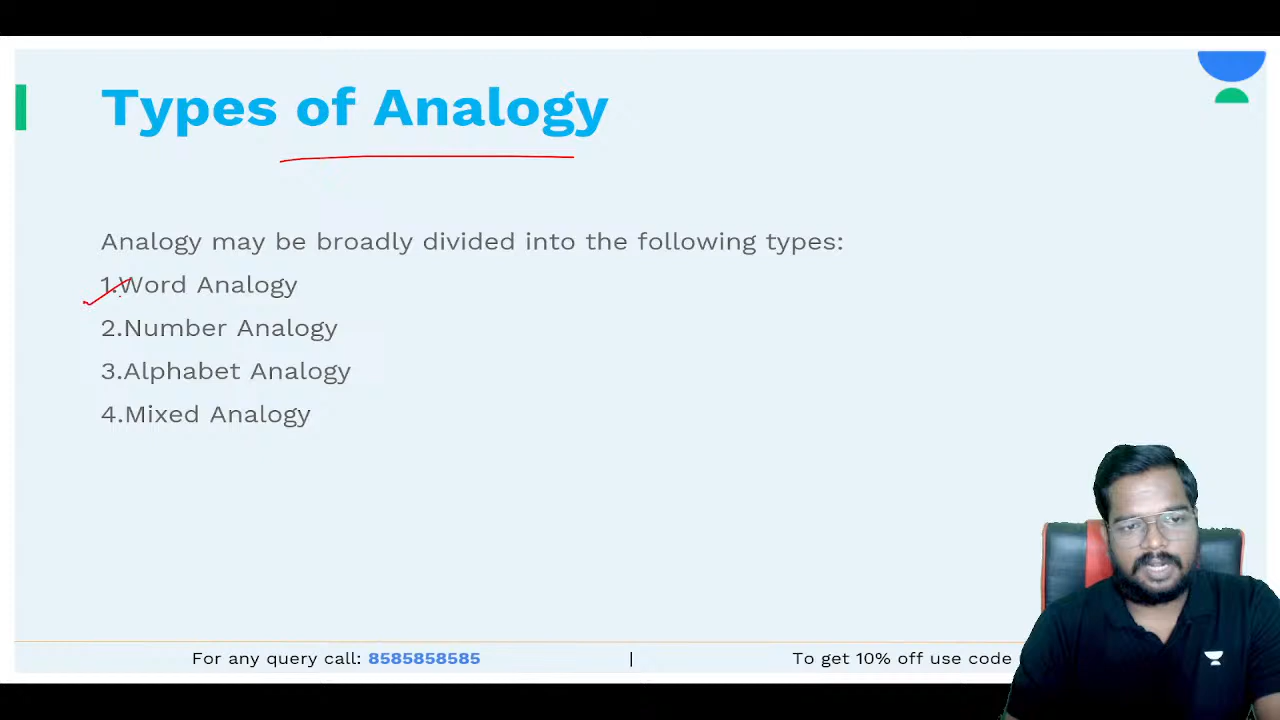 Types of Analogy
Analogy may be broadly divided into the following types:
1.Word Analogy
2.Number Analogy
3.Alphabet Analogy
4.Mixed Analogy
For any query call: 8585858585 | To get 10% off use code